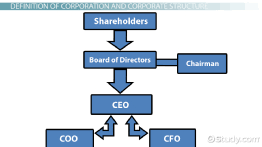 DEFINITION OF CORPORATION AND CORPORATE STRUCTURE
Shareholders
Board of Directors
Chairman
CEO
COO
CFO
Study.com